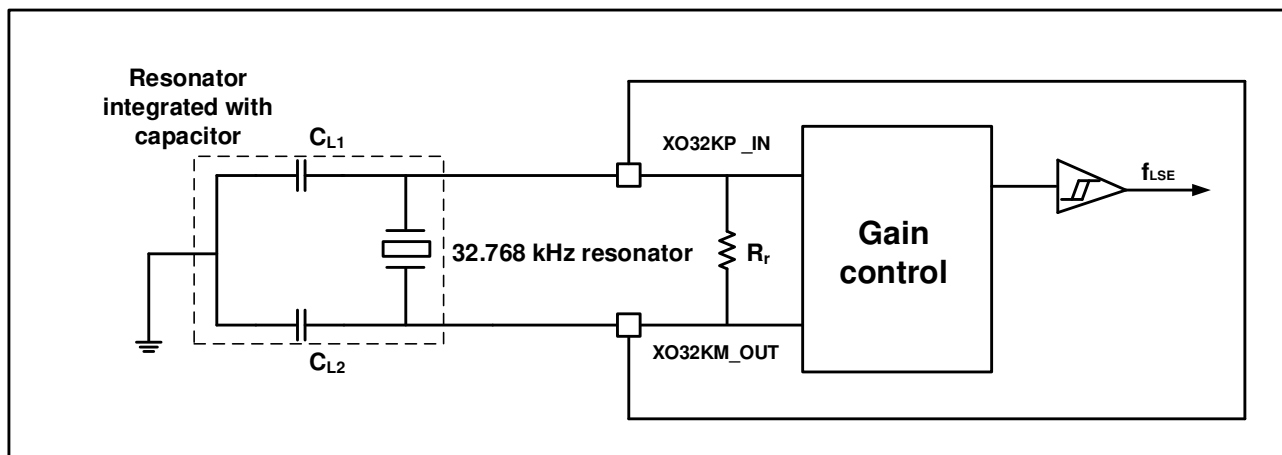 Resonator
integrated with
capacitor
CL1
XO32KP _IN
fLSE
32.768 kHz resonator
Rr
Gain
control
XO32KM_OUT
CL2